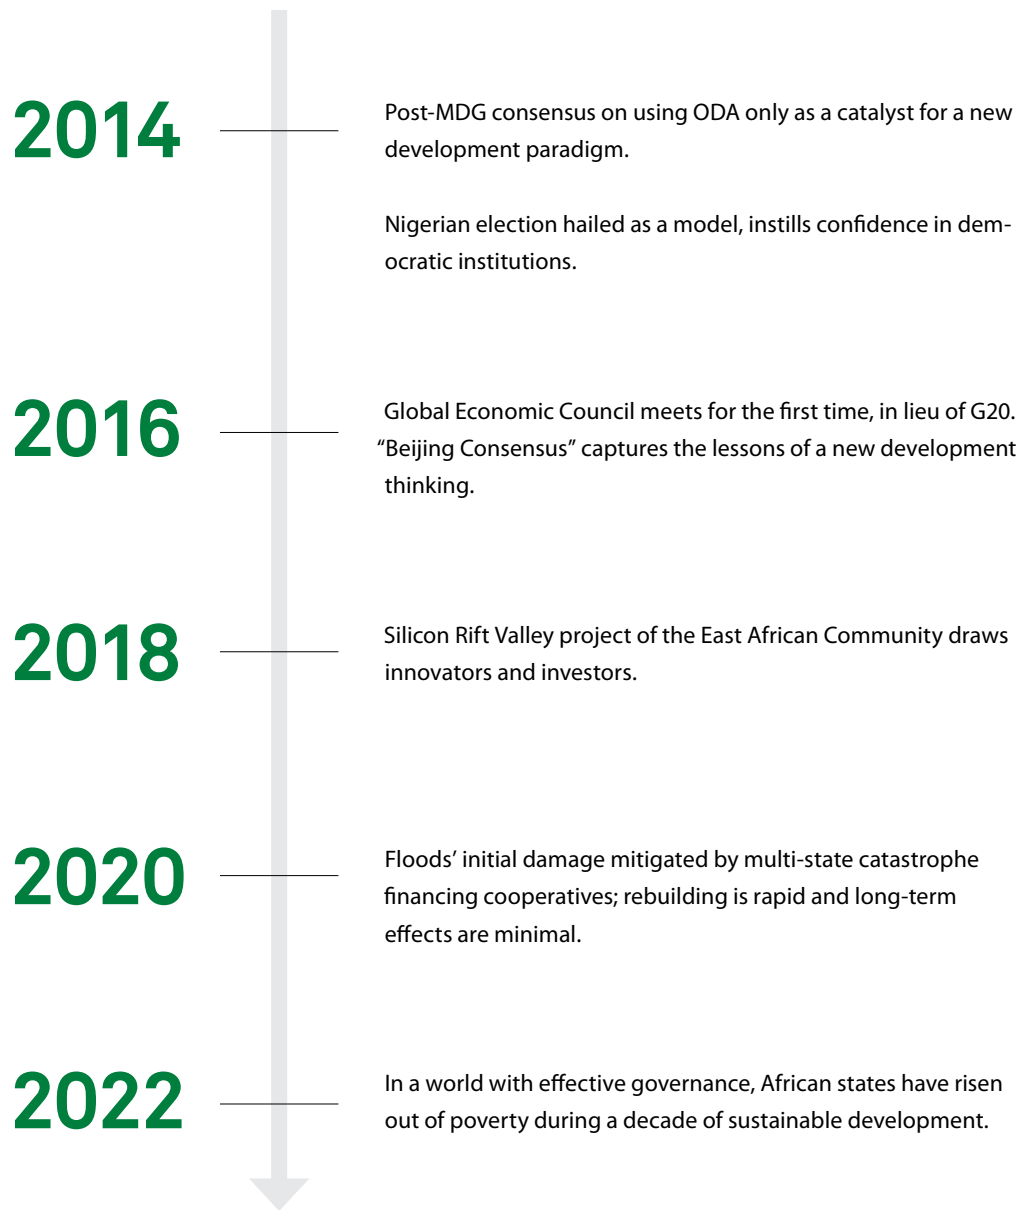 2014
Post-MDG consensus on using ODA only as a catalyst for a new
development paradigm.
Nigerian election hailed as a model, instills confidence in dem-
ocratic institutions.
2016
Global Economic Council meets for the first time, in lieu of G20.
“Beijing Consensus” captures the lessons of a new development
thinking.
2018
Silicon Rift Valley project of the East African Community draws
innovators and investors.
2020
Floods’ initial damage mitigated by multi-state catastrophe
financing cooperatives; rebuilding is rapid and long-term
effects are minimal.
2022
In a world with effective governance, African states have risen
out of poverty during a decade of sustainable development.